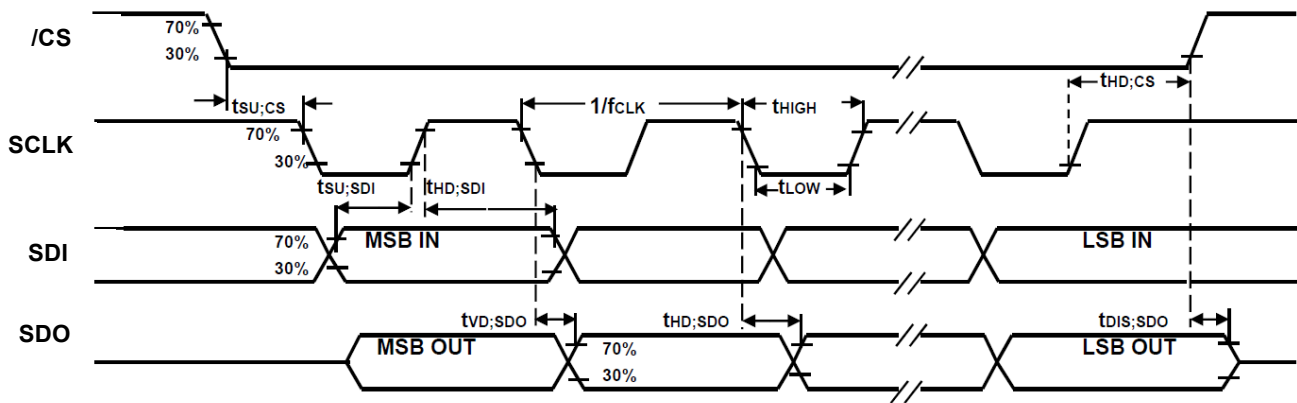 /CS
70%
30%
tHD;CS
tSU;CS
1/fCLK
tHIGH
SCLK
70%
30%
tSU;SDI
tHD;SDI
tLOW
SDI
70%
MSB IN
LSB IN
30%
SDO
tVD;SDO
tHD;SDO
tDIS;SDO
MSB OUT
70%
LSB OUT
30%